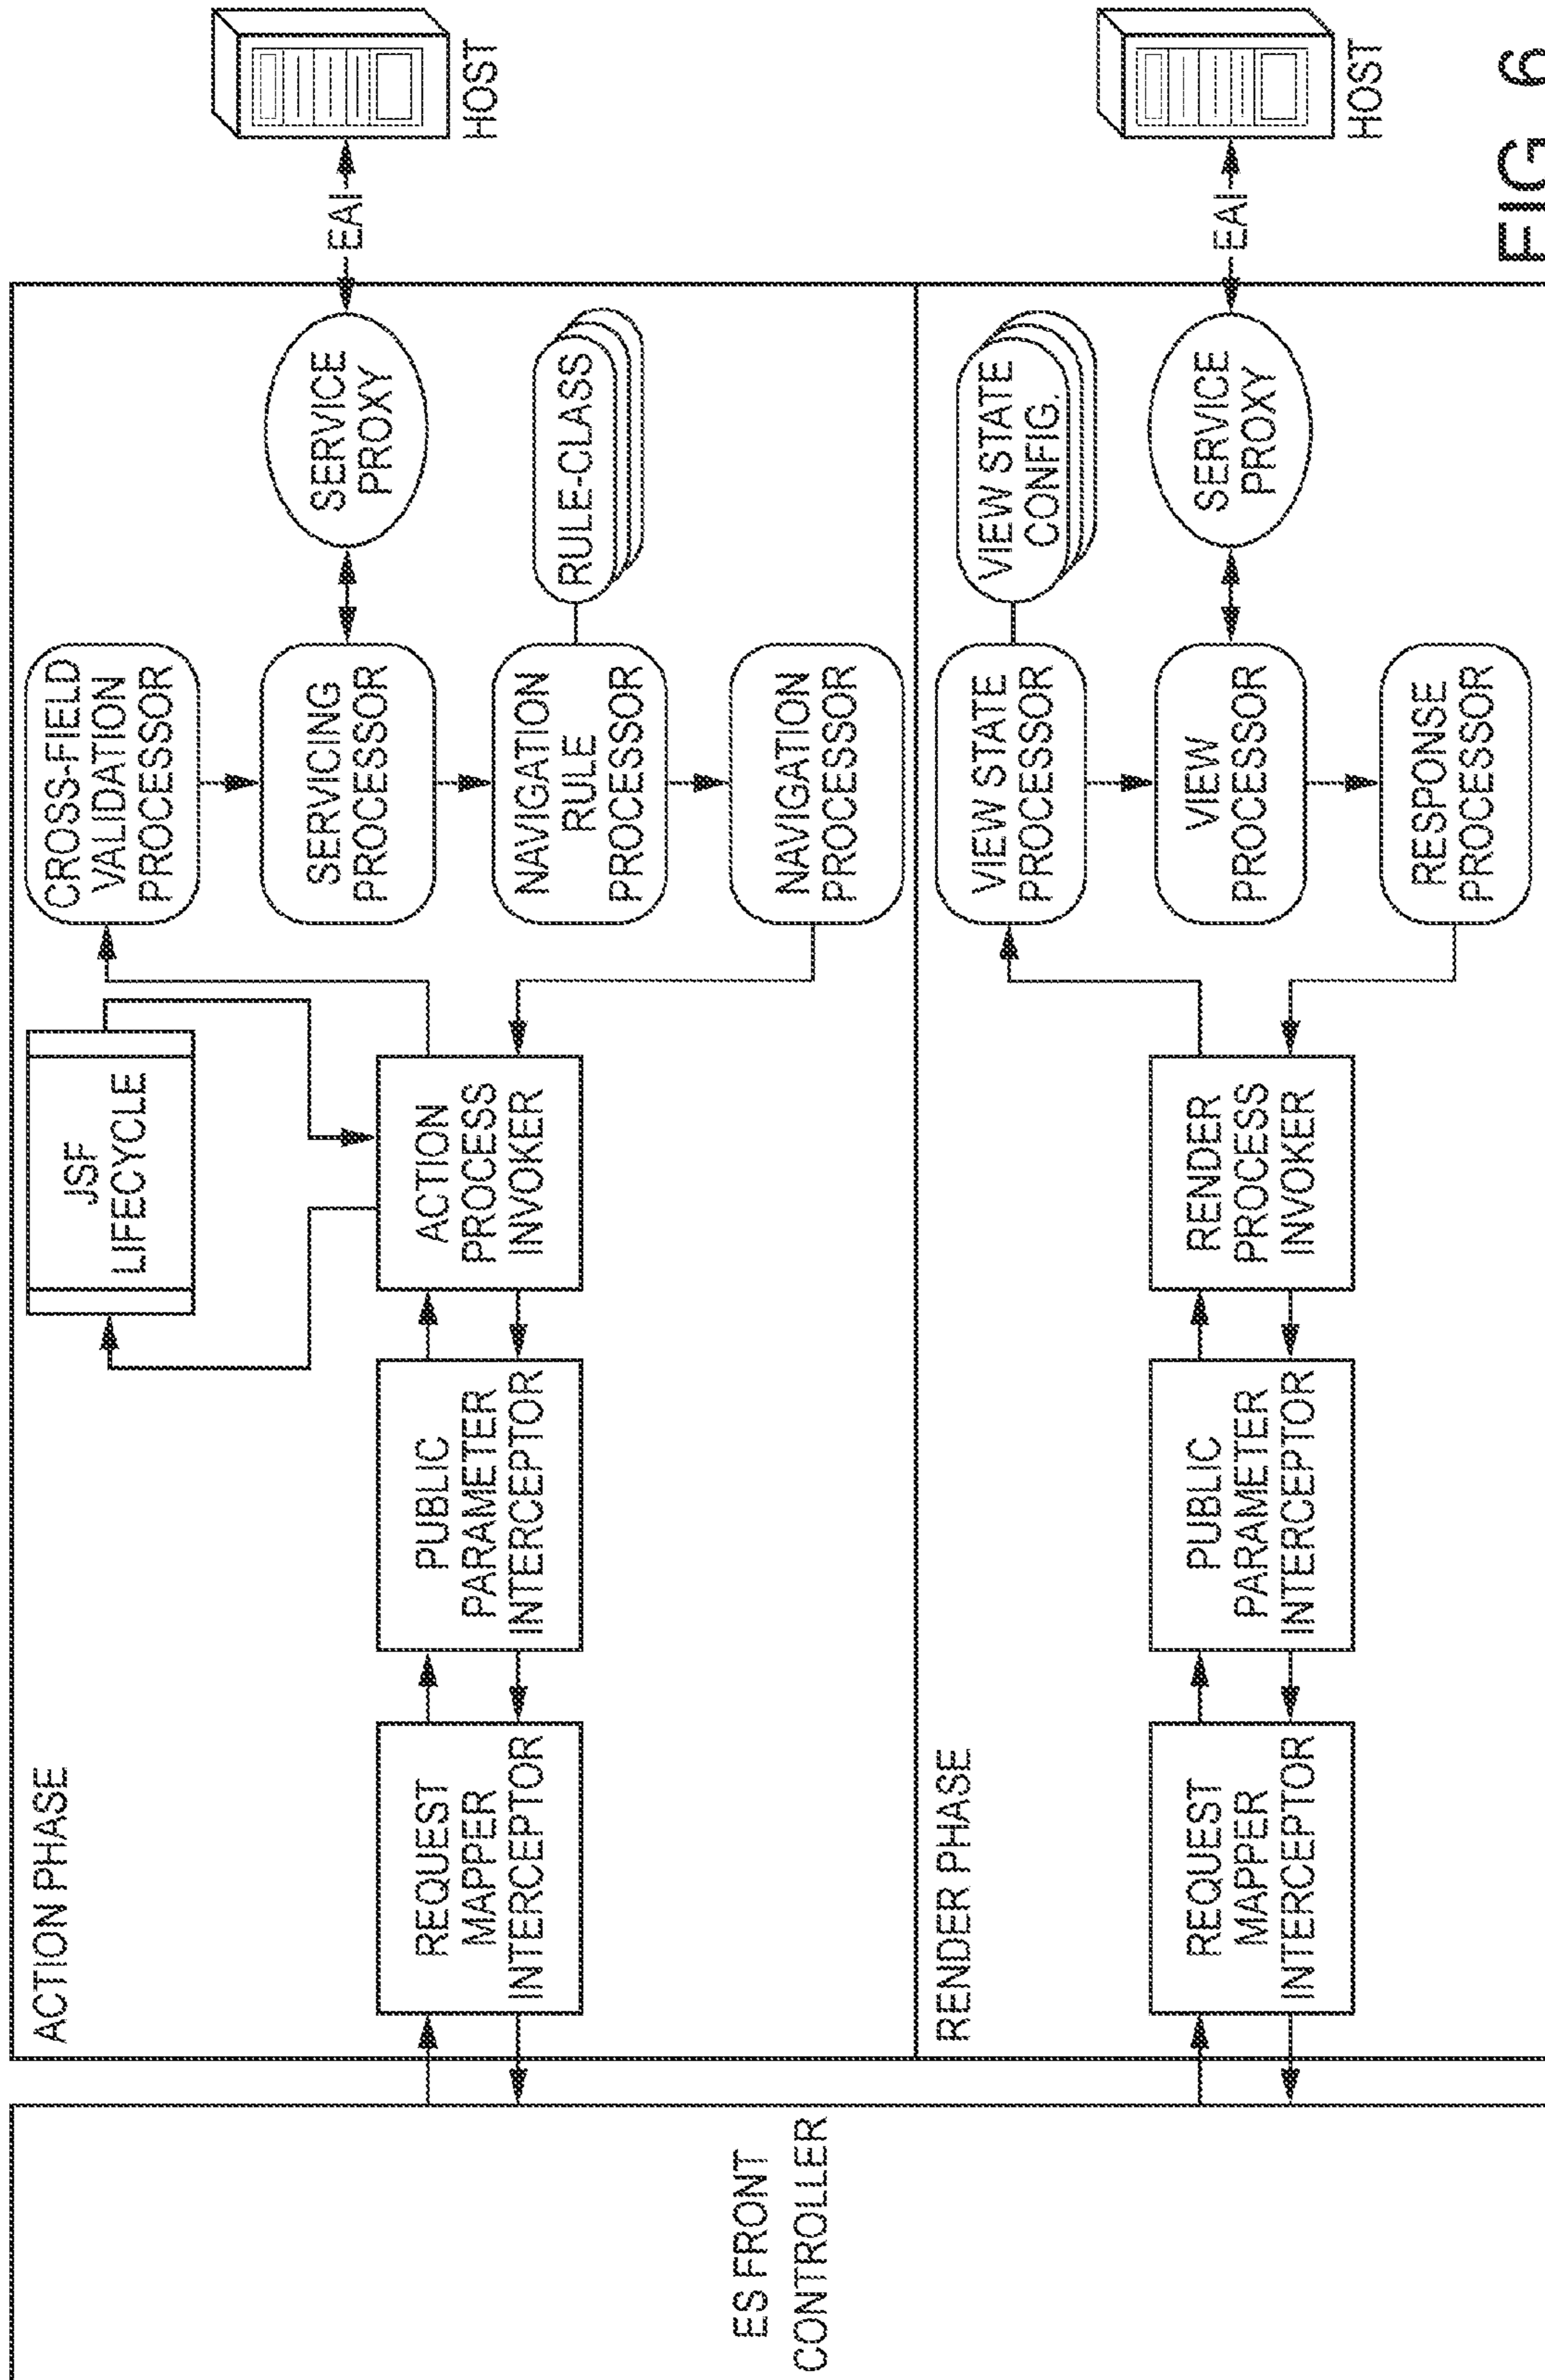 ES FRONT
CONTROLLER
ACTION PHASE
REQUEST
MAPPER
INTERCEPTOR
PUBLIC
PARAMETER
INTERCEPTOR
JSF
LIFECYCLE
ACTION
PROCESS
INVOKER
CROSS-FIELD
VALIDATION
PROCESSOR
SERVICING
PROCESSOR
NAVIGATION
RULE
PROCESSOR
NAVIGATION
PROCESSOR
SERVICE
PROXY
RULE-CLASS
EAI
HOST
RENDER PHASE
REQUEST
MAPPER
INTERCEPTOR
PUBLIC
PARAMETER
INTERCEPTOR
RENDER
PROCESS
INVOKER
VIEW STATE
PROCESSOR
VIEW
PROCESSOR
RESPONSE
PROCESSOR
VIEW STATE
CONFIG.
SERVICE
PROXY
EAI
HOST
FIG 6